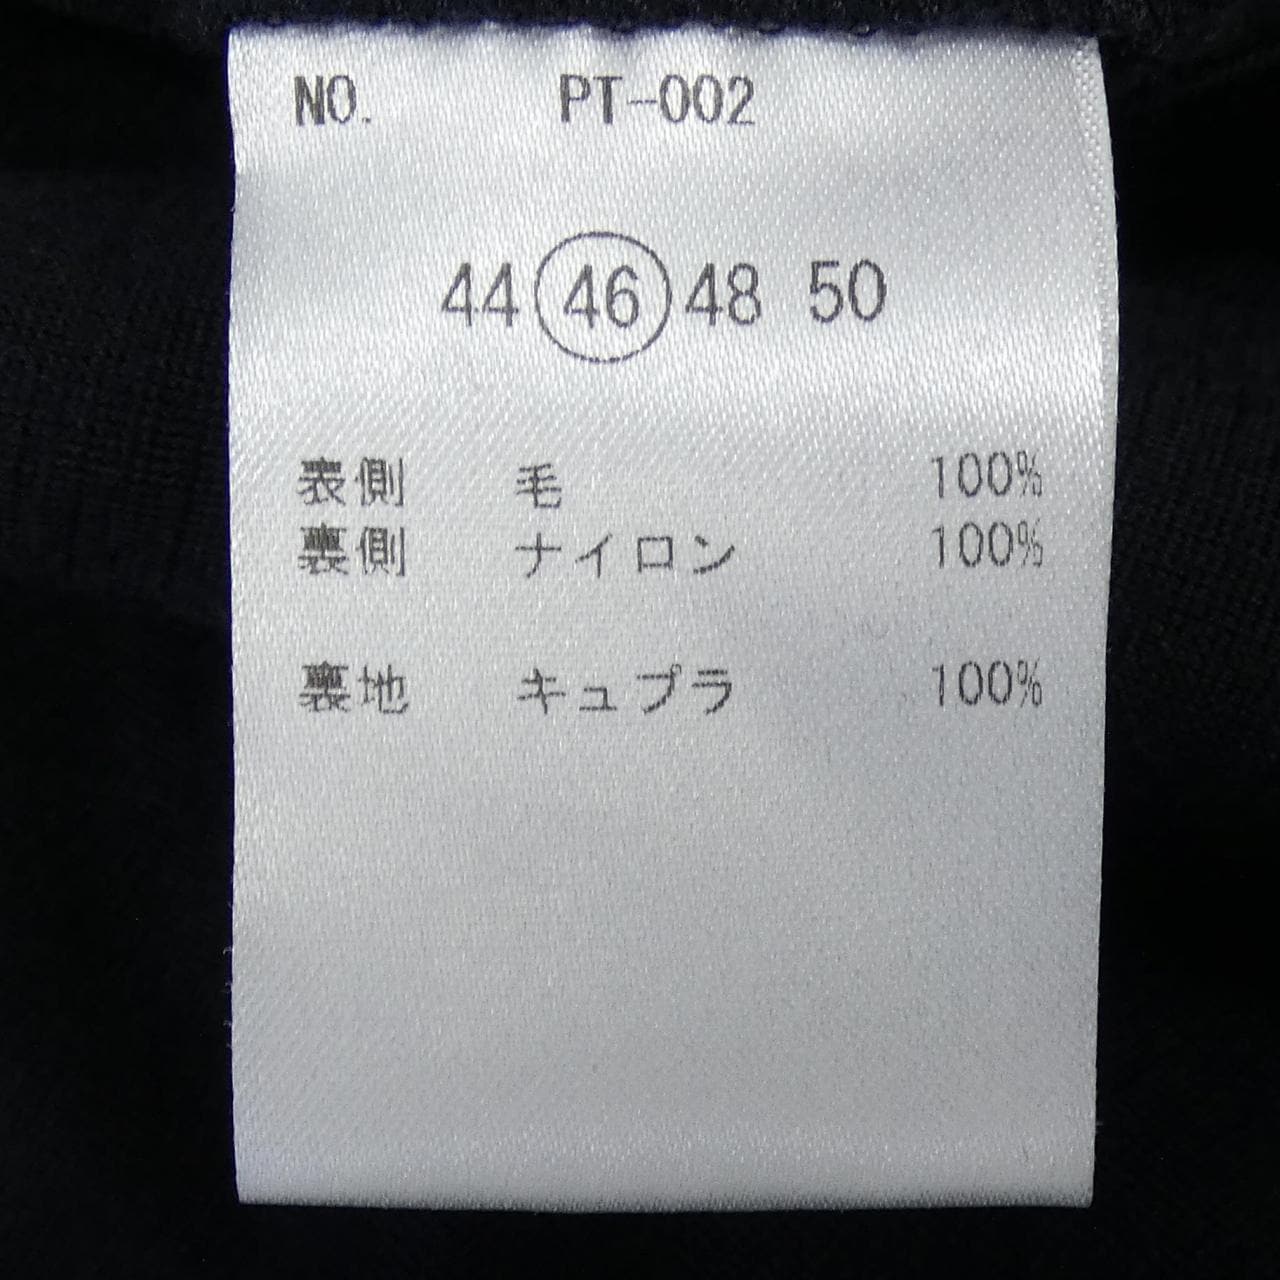 NO. PT-002
44 46 48 50
表側 毛 100%
裏側 ナイロン 100%
裏地 キュプラ 100%